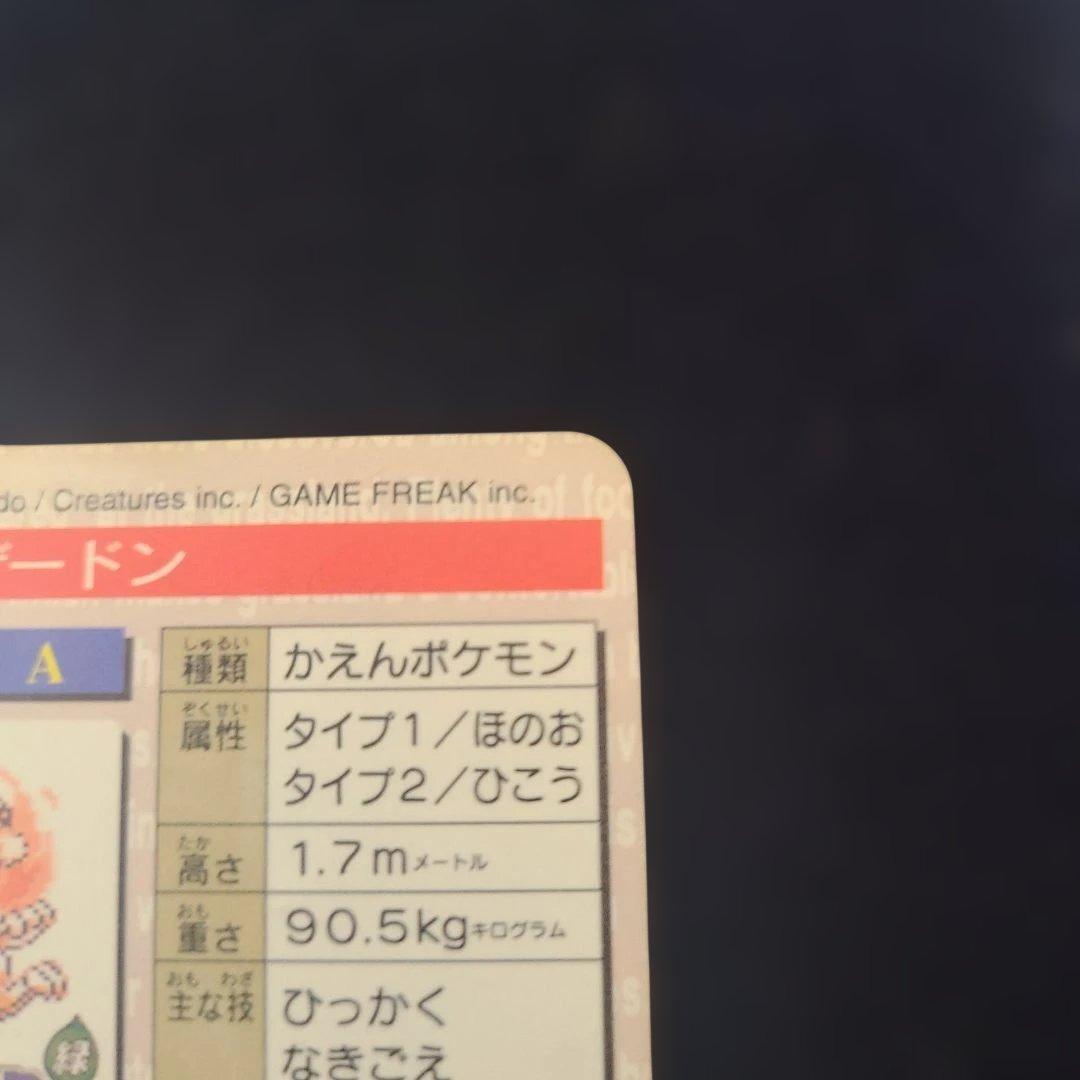 do / Creatures inc. / GAME FREAK inc.
ードン
A
しゅるい
種類 かえんポケモン
ぞくせい
属性 タイプ1/ほのお
タイプ2/ひこう
たか
高さ 1.7mメートル
おも
重さ 90.5kgキログラム
おも わざ
主な技 ひっかく
なきごえ
緑